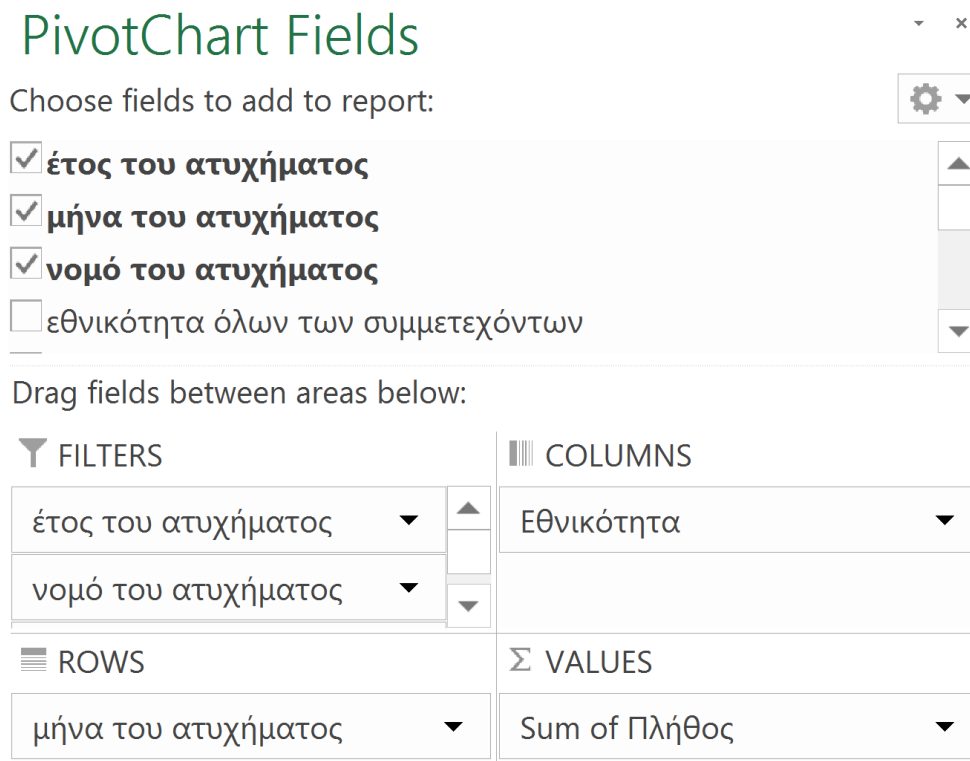 PivotChart Fields
Choose fields to add to report:
έτος του ατυχήματος
μήνα του ατυχήματος
νομό του ατυχήματος
εθνικότητα όλων των συμμετεχόντων
Drag fields between areas below:
FILTERS
έτος του ατυχήματος
νομό του ατυχήματος
COLUMNS
Εθνικότητα
ROWS
μήνα του ατυχήματος
Σ VALUES
Sum of Πλήθος